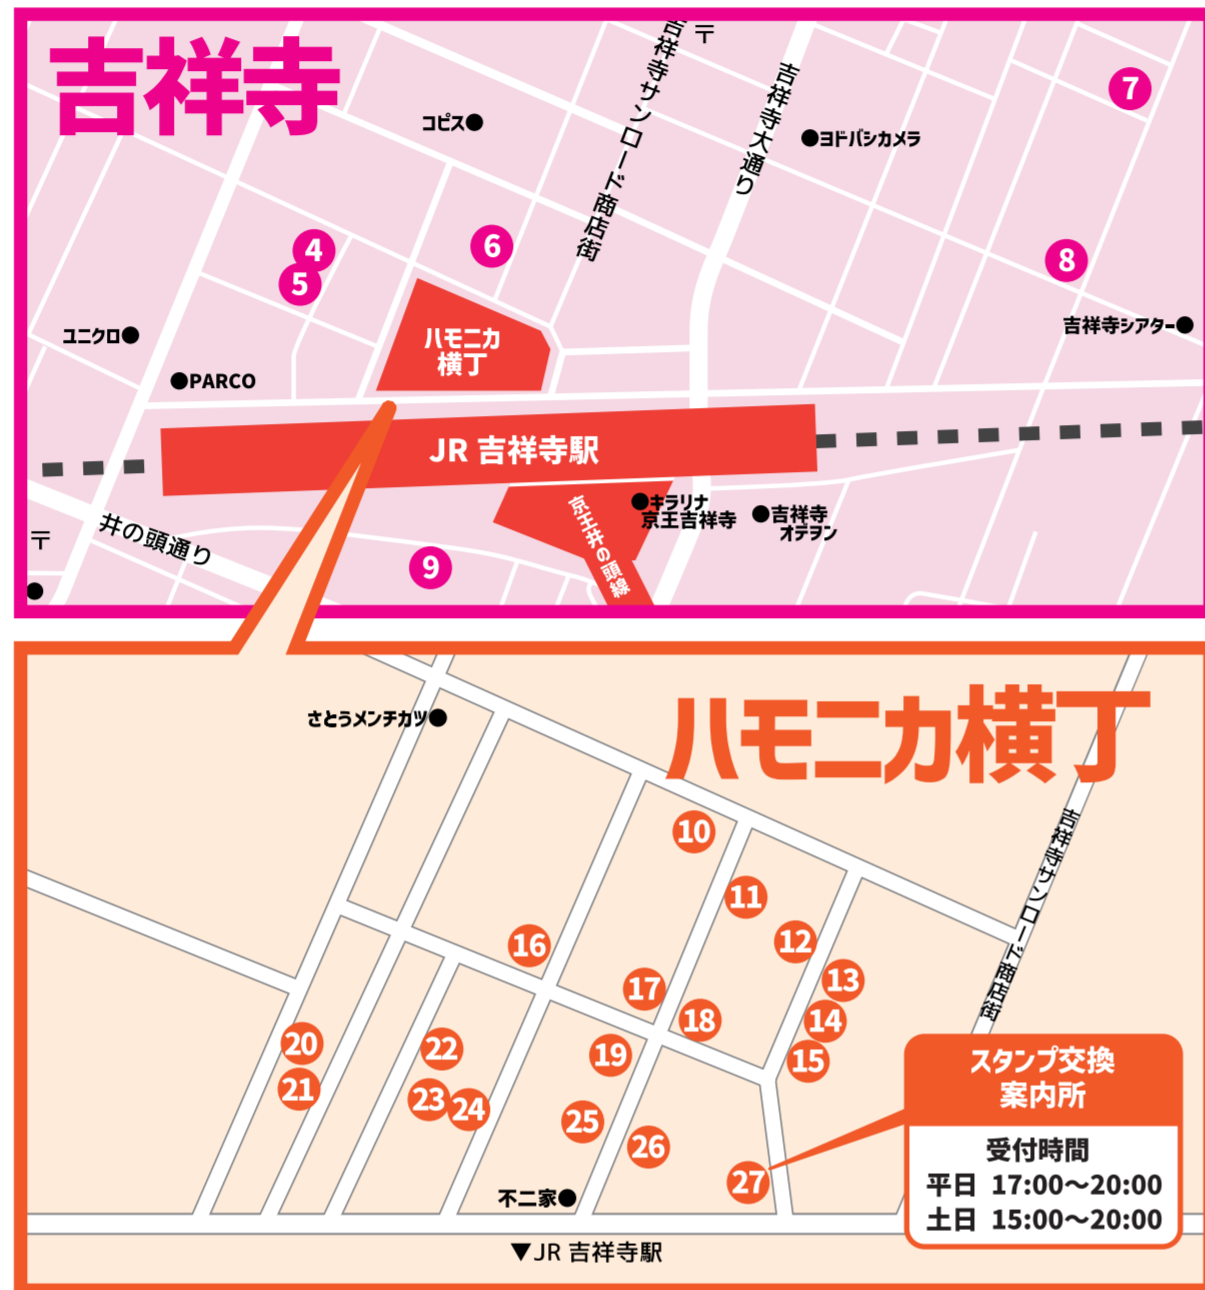 吉祥寺
コピス
吉祥寺サンロード商店街
〒
吉祥寺大通り
ヨドバシカメラ
7
4
5
6
8
ユニクロ
PARCO
ハモニカ
横丁
吉祥寺シアター
JR 吉祥寺駅
キラリナ
京王吉祥寺
吉祥寺
オデヲン
京王井の頭線
〒
井の頭通り
9
ハモニカ横丁
さとうメンチカツ
吉祥寺サンロード商店街
10
11
12
13
14
15
16
17
18
19
20
21
22
23
24
25
26
27
スタンプ交換
案内所
受付時間
平日 17:00〜20:00
土日 15:00〜20:00
不二家
▼JR 吉祥寺駅